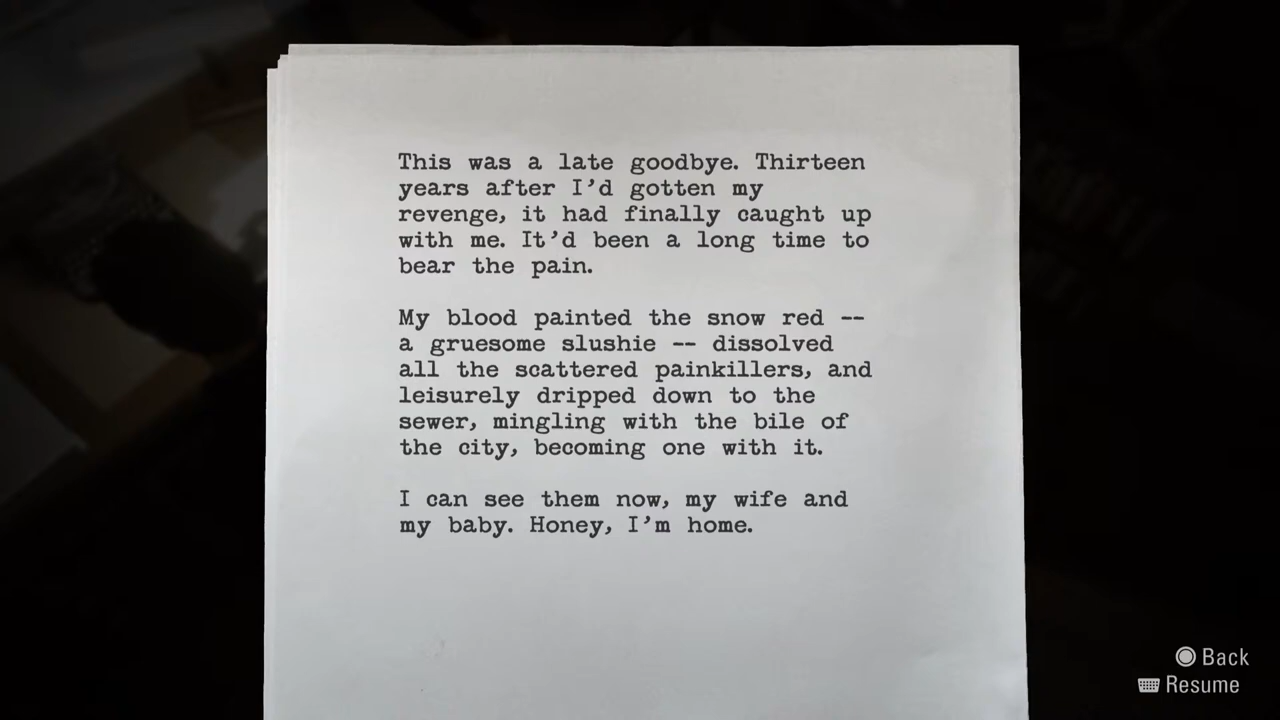 This was a late goodbye. Thirteen
years after I’d gotten my
revenge, it had finally caught up
with me. It’d been a long time to
bear the pain.
My blood painted the snow red --
a gruesome slushie -- dissolved
all the scattered painkillers, and
leisurely dripped down to the
sewer, mingling with the bile of
the city, becoming one with it.
I can see them now, my wife and
my baby. Honey, I’m home.
Back
Resume